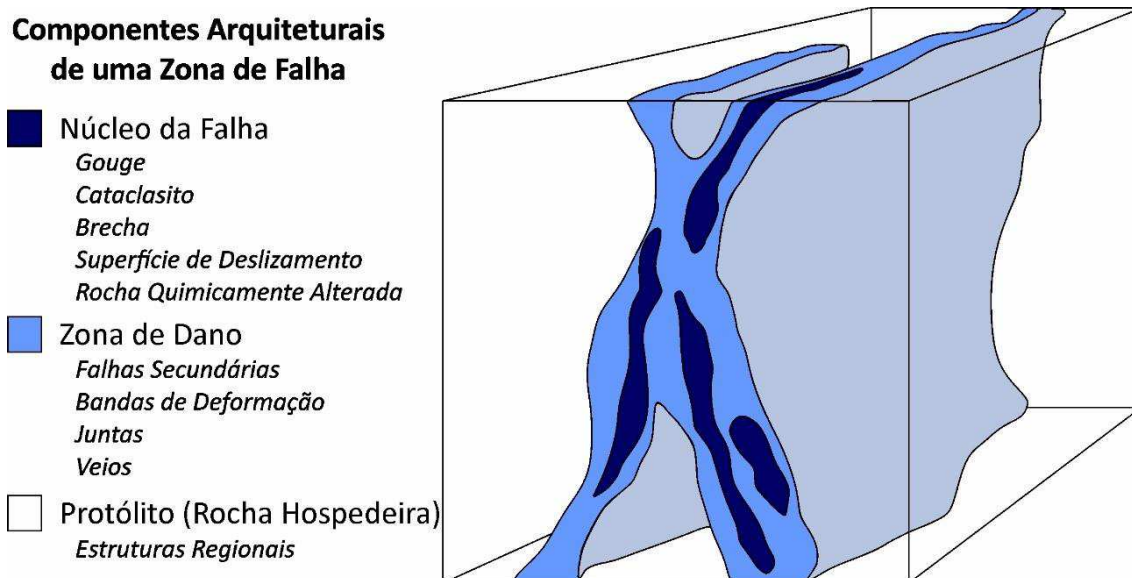 Componentes Arquiteturais
de uma Zona de Falha
Núcleo da Falha
Gouge
Cataclasito
Brecha
Superfície de Deslizamento
Rocha Quimicamente Alterada
Zona de Dano
Falhas Secundárias
Bandas de Deformação
Juntas
Veios
Protólito (Rocha Hospedeira)
Estruturas Regionais